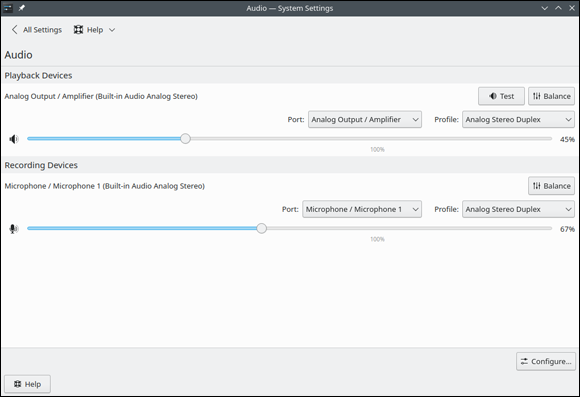 Audio — System Settings
All Settings Help
Audio
Playback Devices
Analog Output / Amplifier (Built-in Audio Analog Stereo) Test Balance
Port: Analog Output / Amplifier Profile: Analog Stereo Duplex
45%
100%
Recording Devices
Microphone / Microphone 1 (Built-in Audio Analog Stereo) Balance
Port: Microphone / Microphone 1 Profile: Analog Stereo Duplex
67%
100%
Configure...
Help